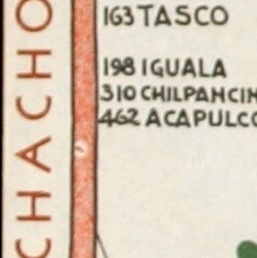 163 TASCO
198 IGUALA
310 CHILPANCIN
462 ACAPULCO
CHACHO